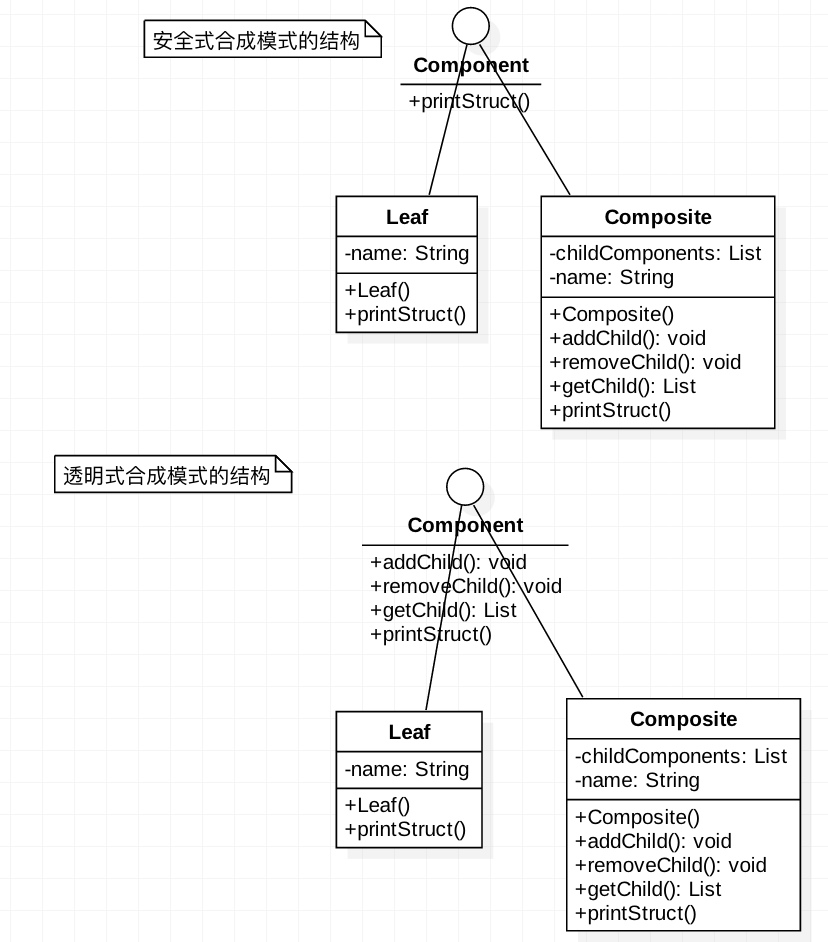 安全式合成模式的结构
Component
+printStruct()
Leaf
-name: String
+Leaf()
+printStruct()
Composite
-childComponents: List
-name: String
+Composite()
+addChild(): void
+removeChild(): void
+getChild(): List
+printStruct()
透明式合成模式的结构
Component
+addChild(): void
+removeChild(): void
+getChild(): List
+printStruct()
Leaf
-name: String
+Leaf()
+printStruct()
Composite
-childComponents: List
-name: String
+Composite()
+addChild(): void
+removeChild(): void
+getChild(): List
+printStruct()